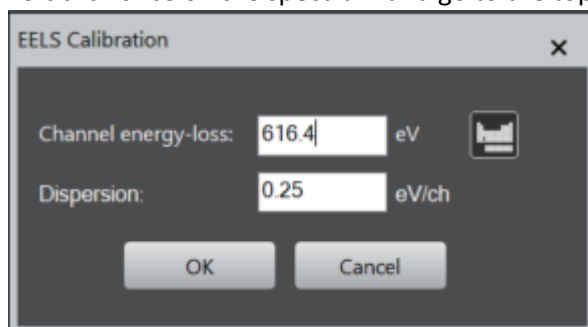 EELS Calibration
Channel energy-loss: 616.4 eV
Dispersion: 0.25 eV/ch
OK Cancel